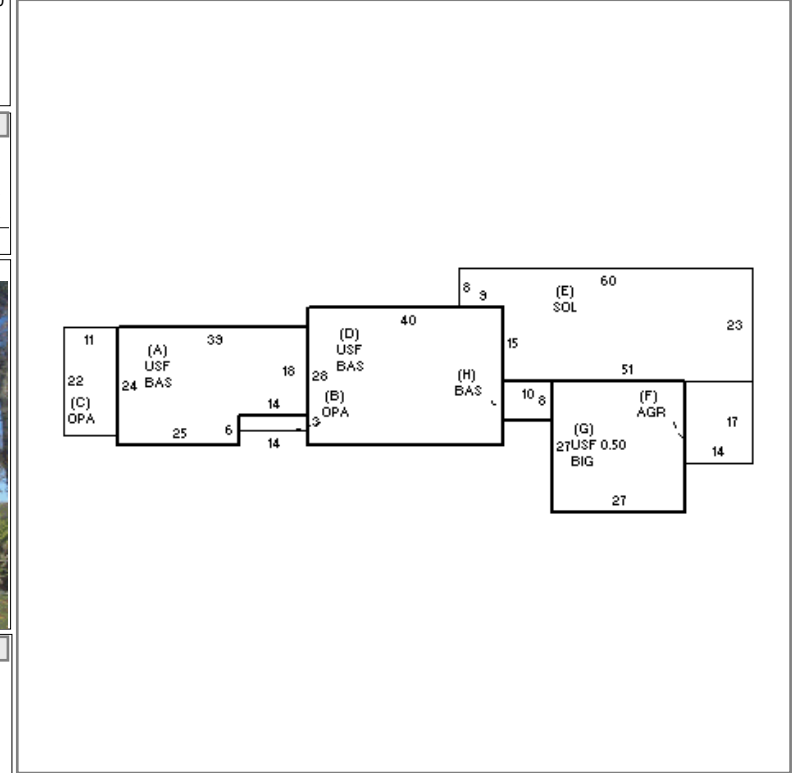 60
8
9
(E)
SOL
23
40
11
39
(A)
USF
BAS
(D)
USF
BAS
15
18
28
51
22
24
(H)
BAS
10
8
(C)
OPA
14
(B)
OPA
(F)
AGR
3
17
25
6
14
(G)
27USF 0.50
BIG
14
27